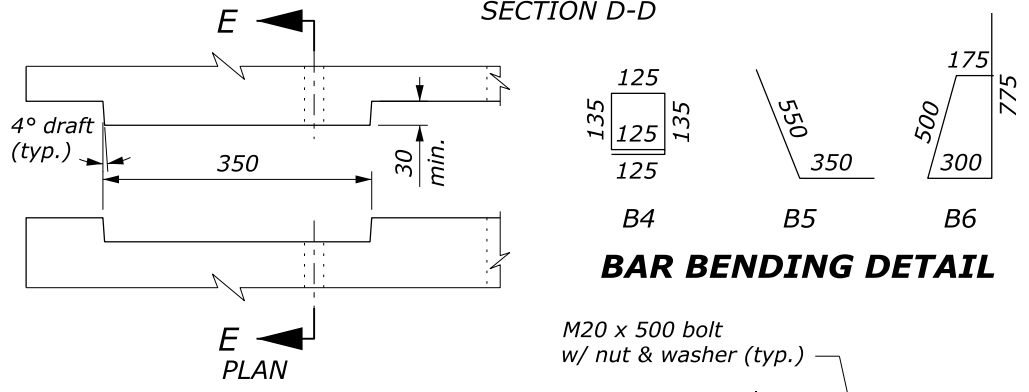 SECTION D-D
E
4° draft
(typ.)
350
30
min.
E
PLAN
125
135
125
135
125
B4
550
350
B5
175
500
775
300
B6
BAR BENDING DETAIL
M20 x 500 bolt
w/ nut & washer (typ.)